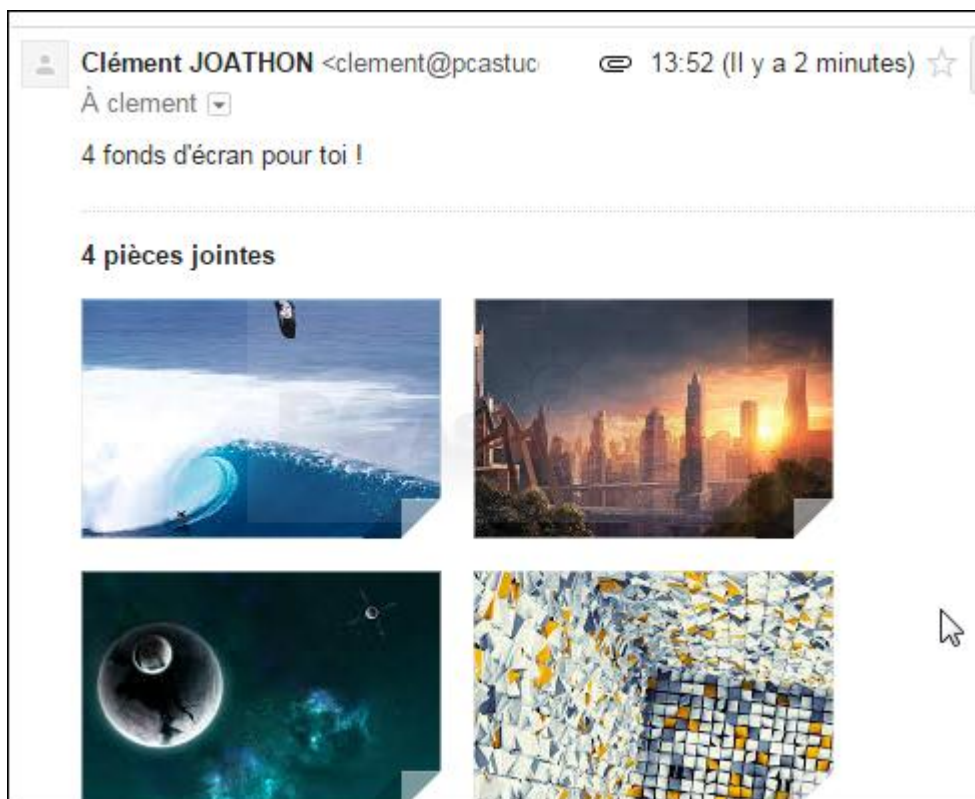 Clément JOATHON <clement@pcastuc 13:52 (Il y a 2 minutes)
À clement
4 fonds d'écran pour toi !
4 pièces jointes